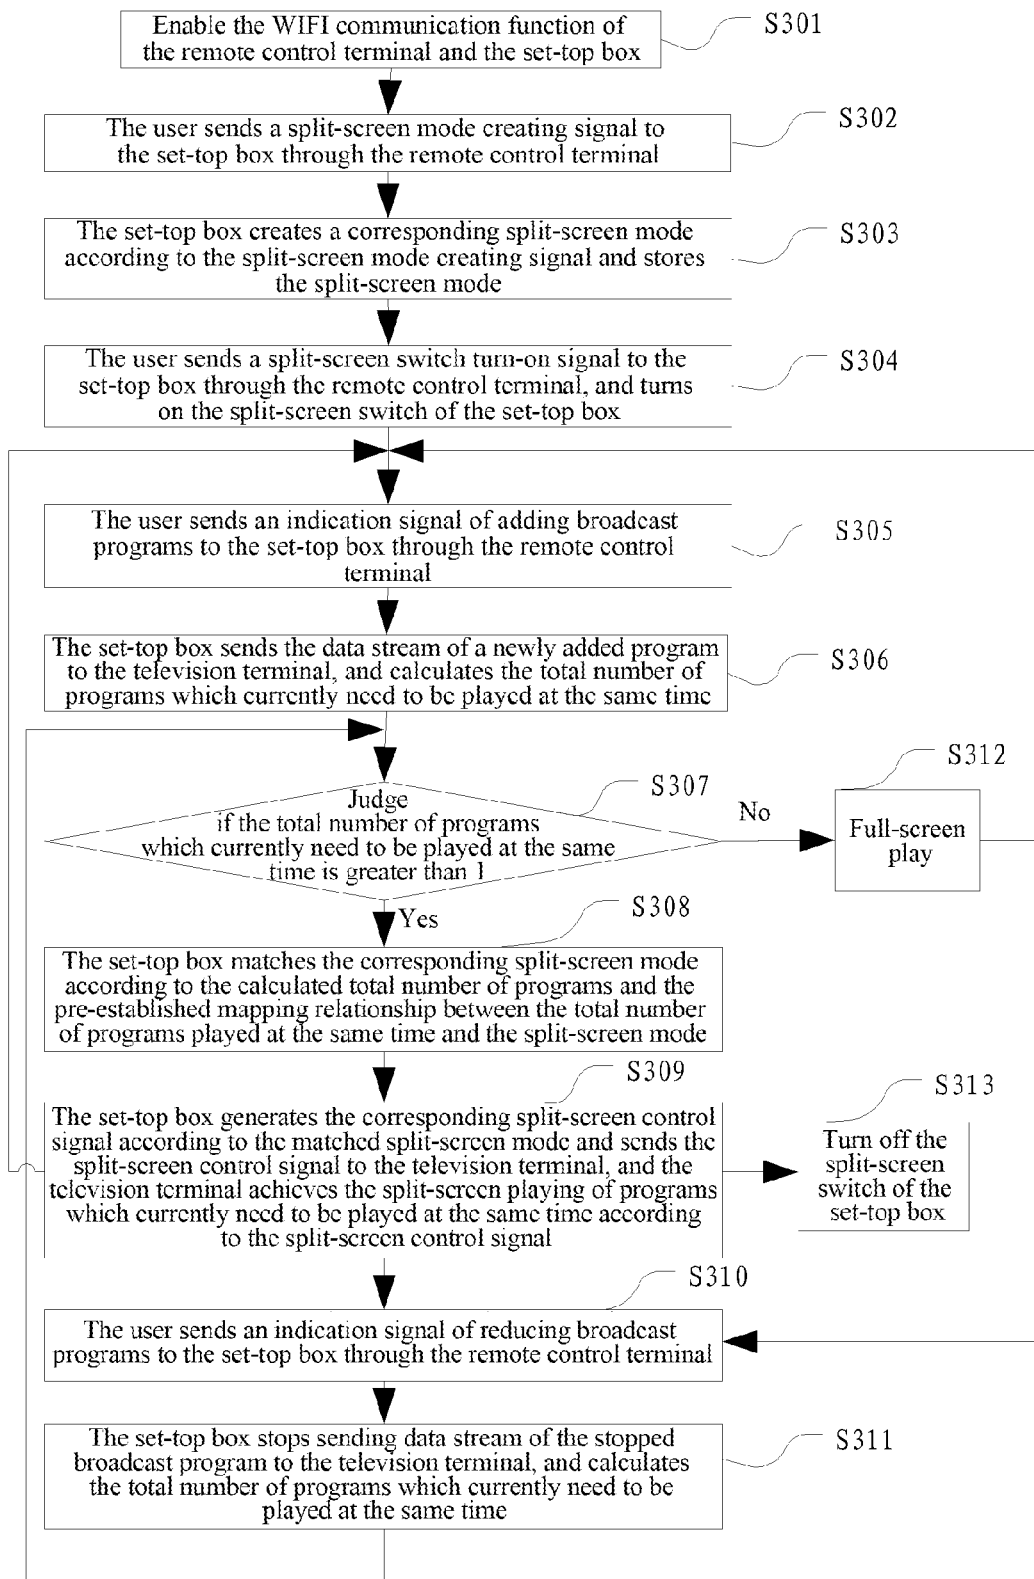 Enable the WIFI communication function of
the remote control terminal and the set-top box
S301
The user sends a split-screen mode creating signal to
the set-top box through the remote control terminal
S302
The set-top box creates a corresponding split-screen mode
according to the split-screen mode creating signal and stores
the split-screen mode
S303
The user sends a split-screen switch turn-on signal to the
set-top box through the remote control terminal, and turns
on the split-screen switch of the set-top box
S304
The user sends an indication signal of adding broadcast
programs to the set-top box through the remote control
terminal
S305
The set-top box sends the data stream of a newly added program
to the television terminal, and calculates the total number of
programs which currently need to be played at the same time
S306
Judge
if the total number of programs
which currently need to be played at the same
time is greater than 1
S307
No
Full-screen
play
S312
Yes
S308
The set-top box matches the corresponding split-screen mode
according to the calculated total number of programs and the
pre-established mapping relationship between the total number
of programs played at the same time and the split-screen mode
S309
The set-top box generates the corresponding split-screen control
signal according to the matched split-screen mode and sends the
split-screen control signal to the television terminal, and the
television terminal achieves the split-screen playing of programs
which currently need to be played at the same time according
to the split-screen control signal
S313
Turn off the
split-screen
switch of the
set-top box
S310
The user sends an indication signal of reducing broadcast
programs to the set-top box through the remote control terminal
The set-top box stops sending data stream of the stopped
broadcast program to the television terminal, and calculates
the total number of programs which currently need to be
played at the same time
S311